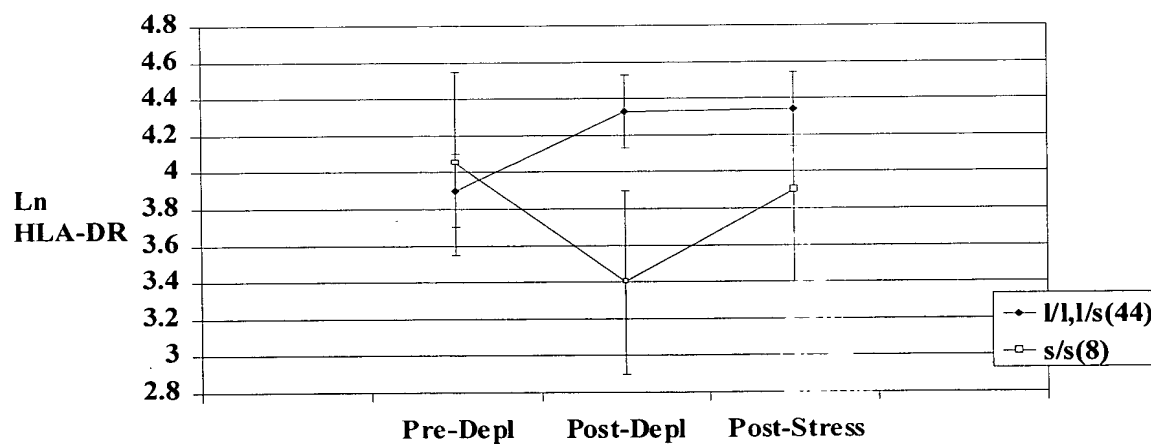 4.8
4.6
4.4
4.2
4
3.8
3.6
3.4
3.2
3
2.8
Ln
HLA-DR
l/l,l/s(44)
s/s(8)
Pre-Depl Post-Depl Post-Stress